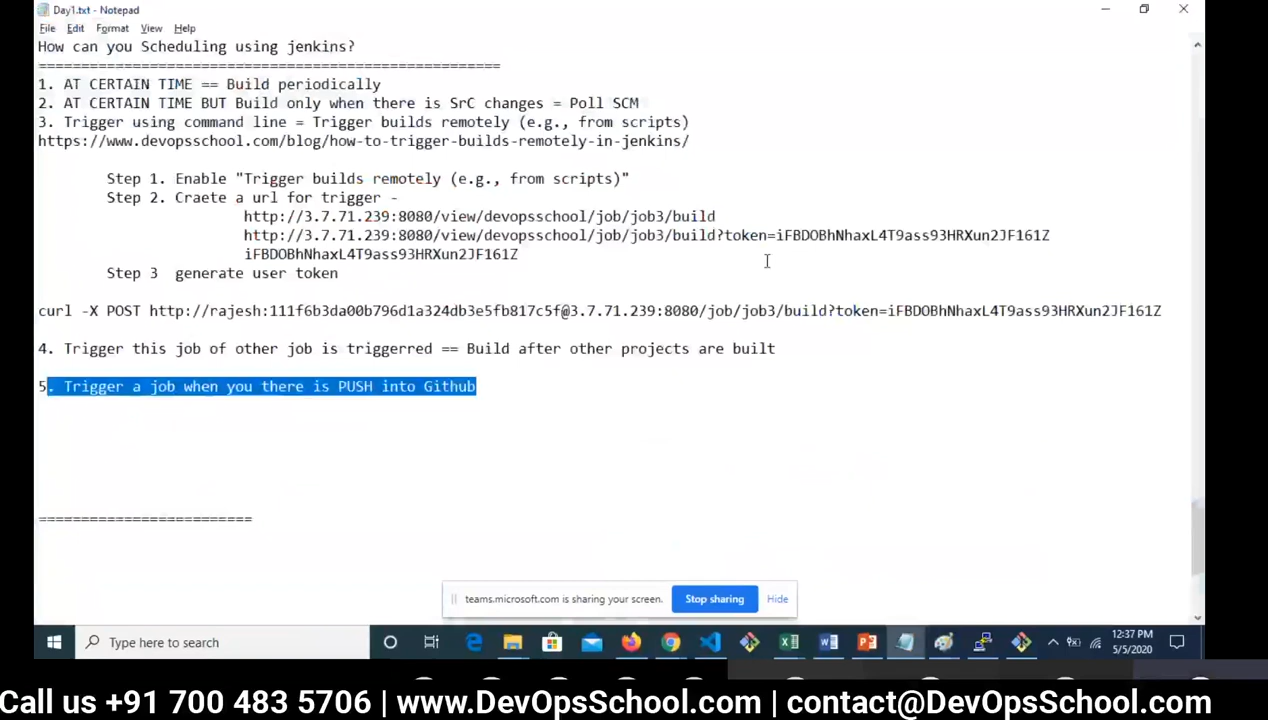 Day1.txt - Notepad
File Edit Format View Help
How can you Scheduling using jenkins?
======================================================
1. AT CERTAIN TIME == Build periodically
2. AT CERTAIN TIME BUT Build only when there is SrC changes = Poll SCM
3. Trigger using command line = Trigger builds remotely (e.g., from scripts)
https://www.devopsschool.com/blog/how-to-trigger-builds-remotely-in-jenkins/
Step 1. Enable "Trigger builds remotely (e.g., from scripts)"
Step 2. Craete a url for trigger -
http://3.7.71.239:8080/view/devopsschool/job/job3/build
http://3.7.71.239:8080/view/devopsschool/job/job3/build?token=iFBDOBhNhaxL4T9ass93HRXun2JF161Z
iFBDOBhNhaxL4T9ass93HRXun2JF161Z
Step 3  generate user token
curl -X POST http://rajesh:111f6b3da00b796d1a324db3e5fb817c5f@3.7.71.239:8080/job/job3/build?token=iFBDOBhNhaxL4T9ass93HRXun2JF161Z
4. Trigger this job of other job is triggerred == Build after other projects are built
5. Trigger a job when you there is PUSH into Github
=========================
teams.microsoft.com is sharing your screen. Stop sharing Hide
Type here to search
12:37 PM
5/5/2020
Call us +91 700 483 5706 | www.DevOpsSchool.com | contact@DevOpsSchool.com